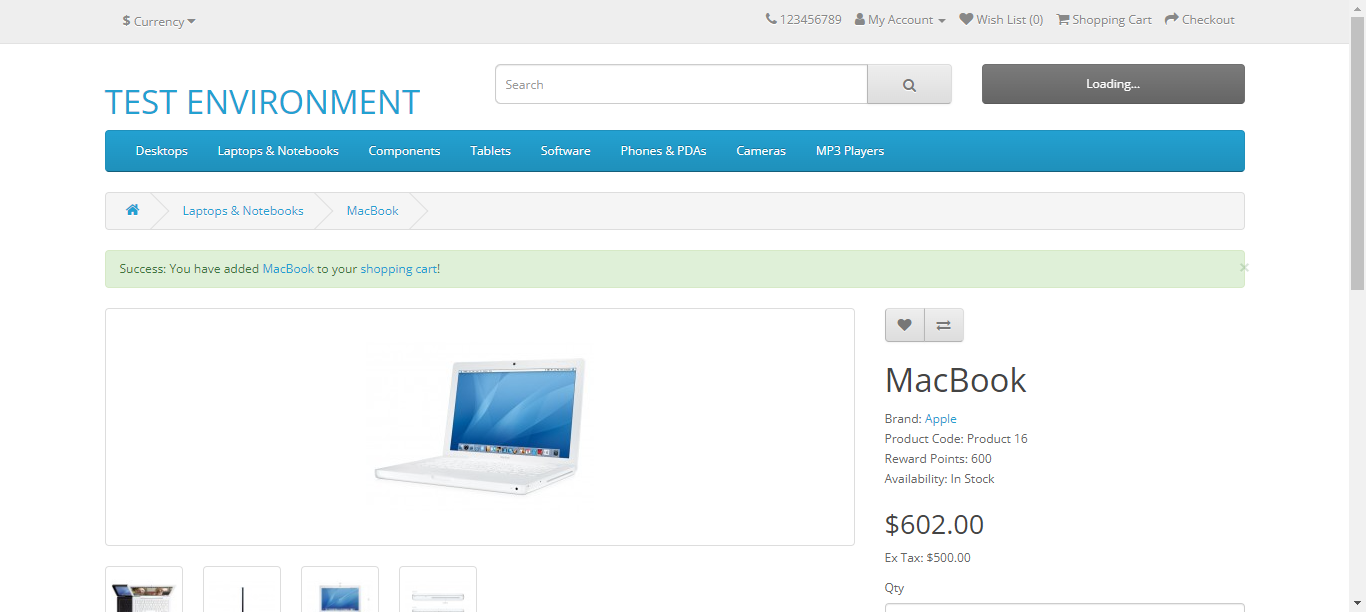 $ Currency
123456789 My Account Wish List (0) Shopping Cart Checkout
TEST ENVIRONMENT
Search
Loading...
Desktops Laptops & Notebooks Components Tablets Software Phones & PDAs Cameras MP3 Players
Laptops & Notebooks MacBook
Success: You have added MacBook to your shopping cart!
×
MacBook
Brand: Apple
Product Code: Product 16
Reward Points: 600
Availability: In Stock
$602.00
Ex Tax: $500.00
Qty